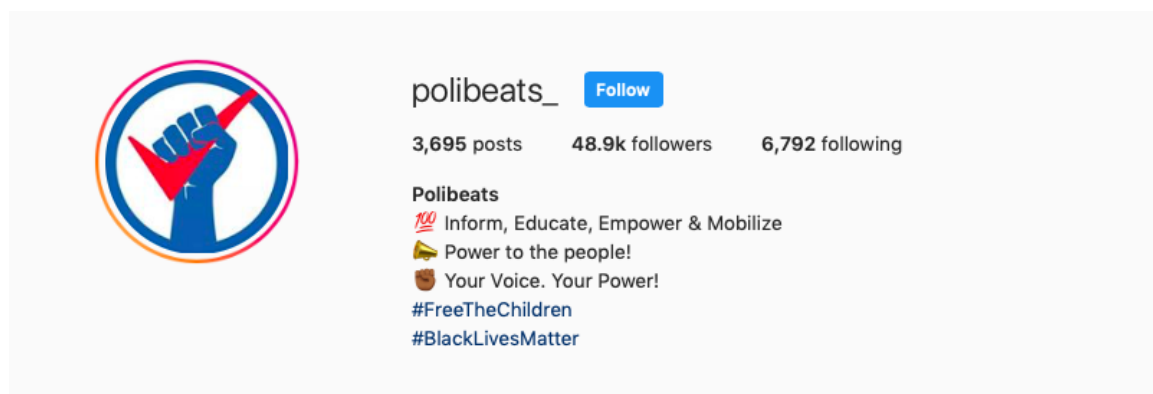 polibeats_ Follow
3,695 posts 48.9k followers 6,792 following
Polibeats
💯 Inform, Educate, Empower & Mobilize
📣 Power to the people!
✊🏾 Your Voice. Your Power!
#FreeTheChildren
#BlackLivesMatter